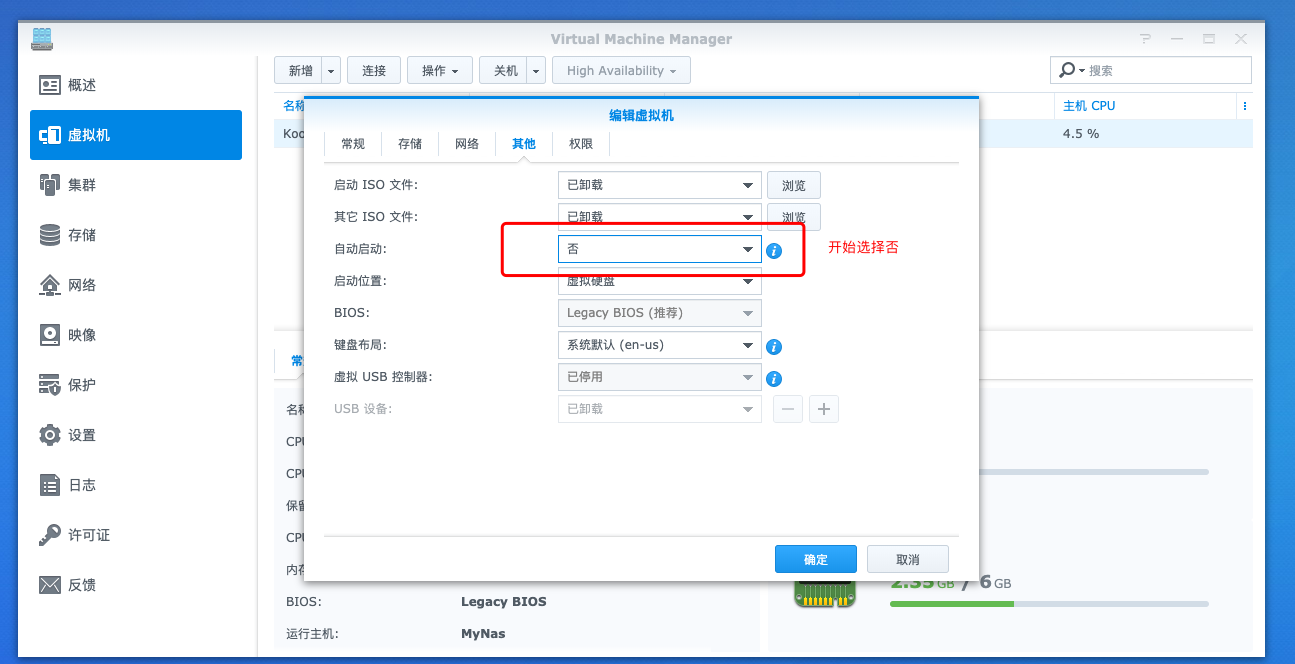 Virtual Machine Manager
新增 连接 操作 关机 High Availability 搜索
概述
虚拟机
集群
存储
网络
映像
保护
设置
日志
许可证
反馈
名称 主机 CPU
4.5 %
编辑虚拟机
常规 存储 网络 其他 权限
启动 ISO 文件: 已卸载 浏览
其它 ISO 文件: 已卸载 浏览
自动启动: 否 开始选择否
启动位置: 虚拟硬盘
BIOS: Legacy BIOS (推荐)
键盘布局: 系统默认 (en-us)
虚拟 USB 控制器: 已停用
USB 设备: 已卸载
确定 取消
常
名称
CPU
CPU
保留
CPU
内存
2.35 GB / 6 GB
BIOS: Legacy BIOS
运行主机: MyNas